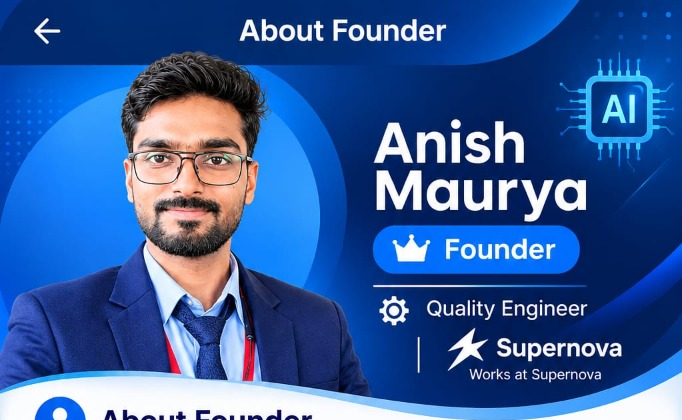 About Founder
AI
Anish
Maurya
Founder
Quality Engineer
Supernova
Works at Supernova
About Founder